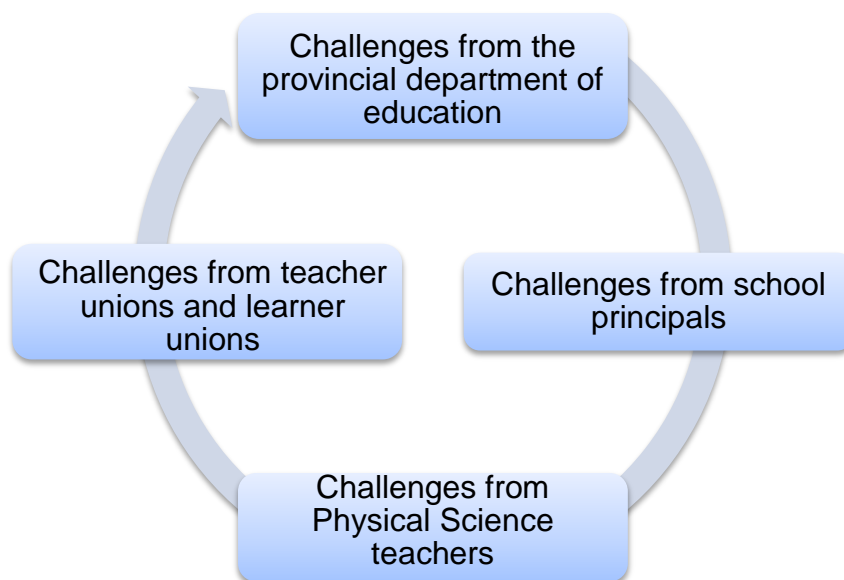 Challenges from the
provincial department of
education
Challenges from school
principals
Challenges from
Physical Science
teachers
Challenges from teacher
unions and learner
unions